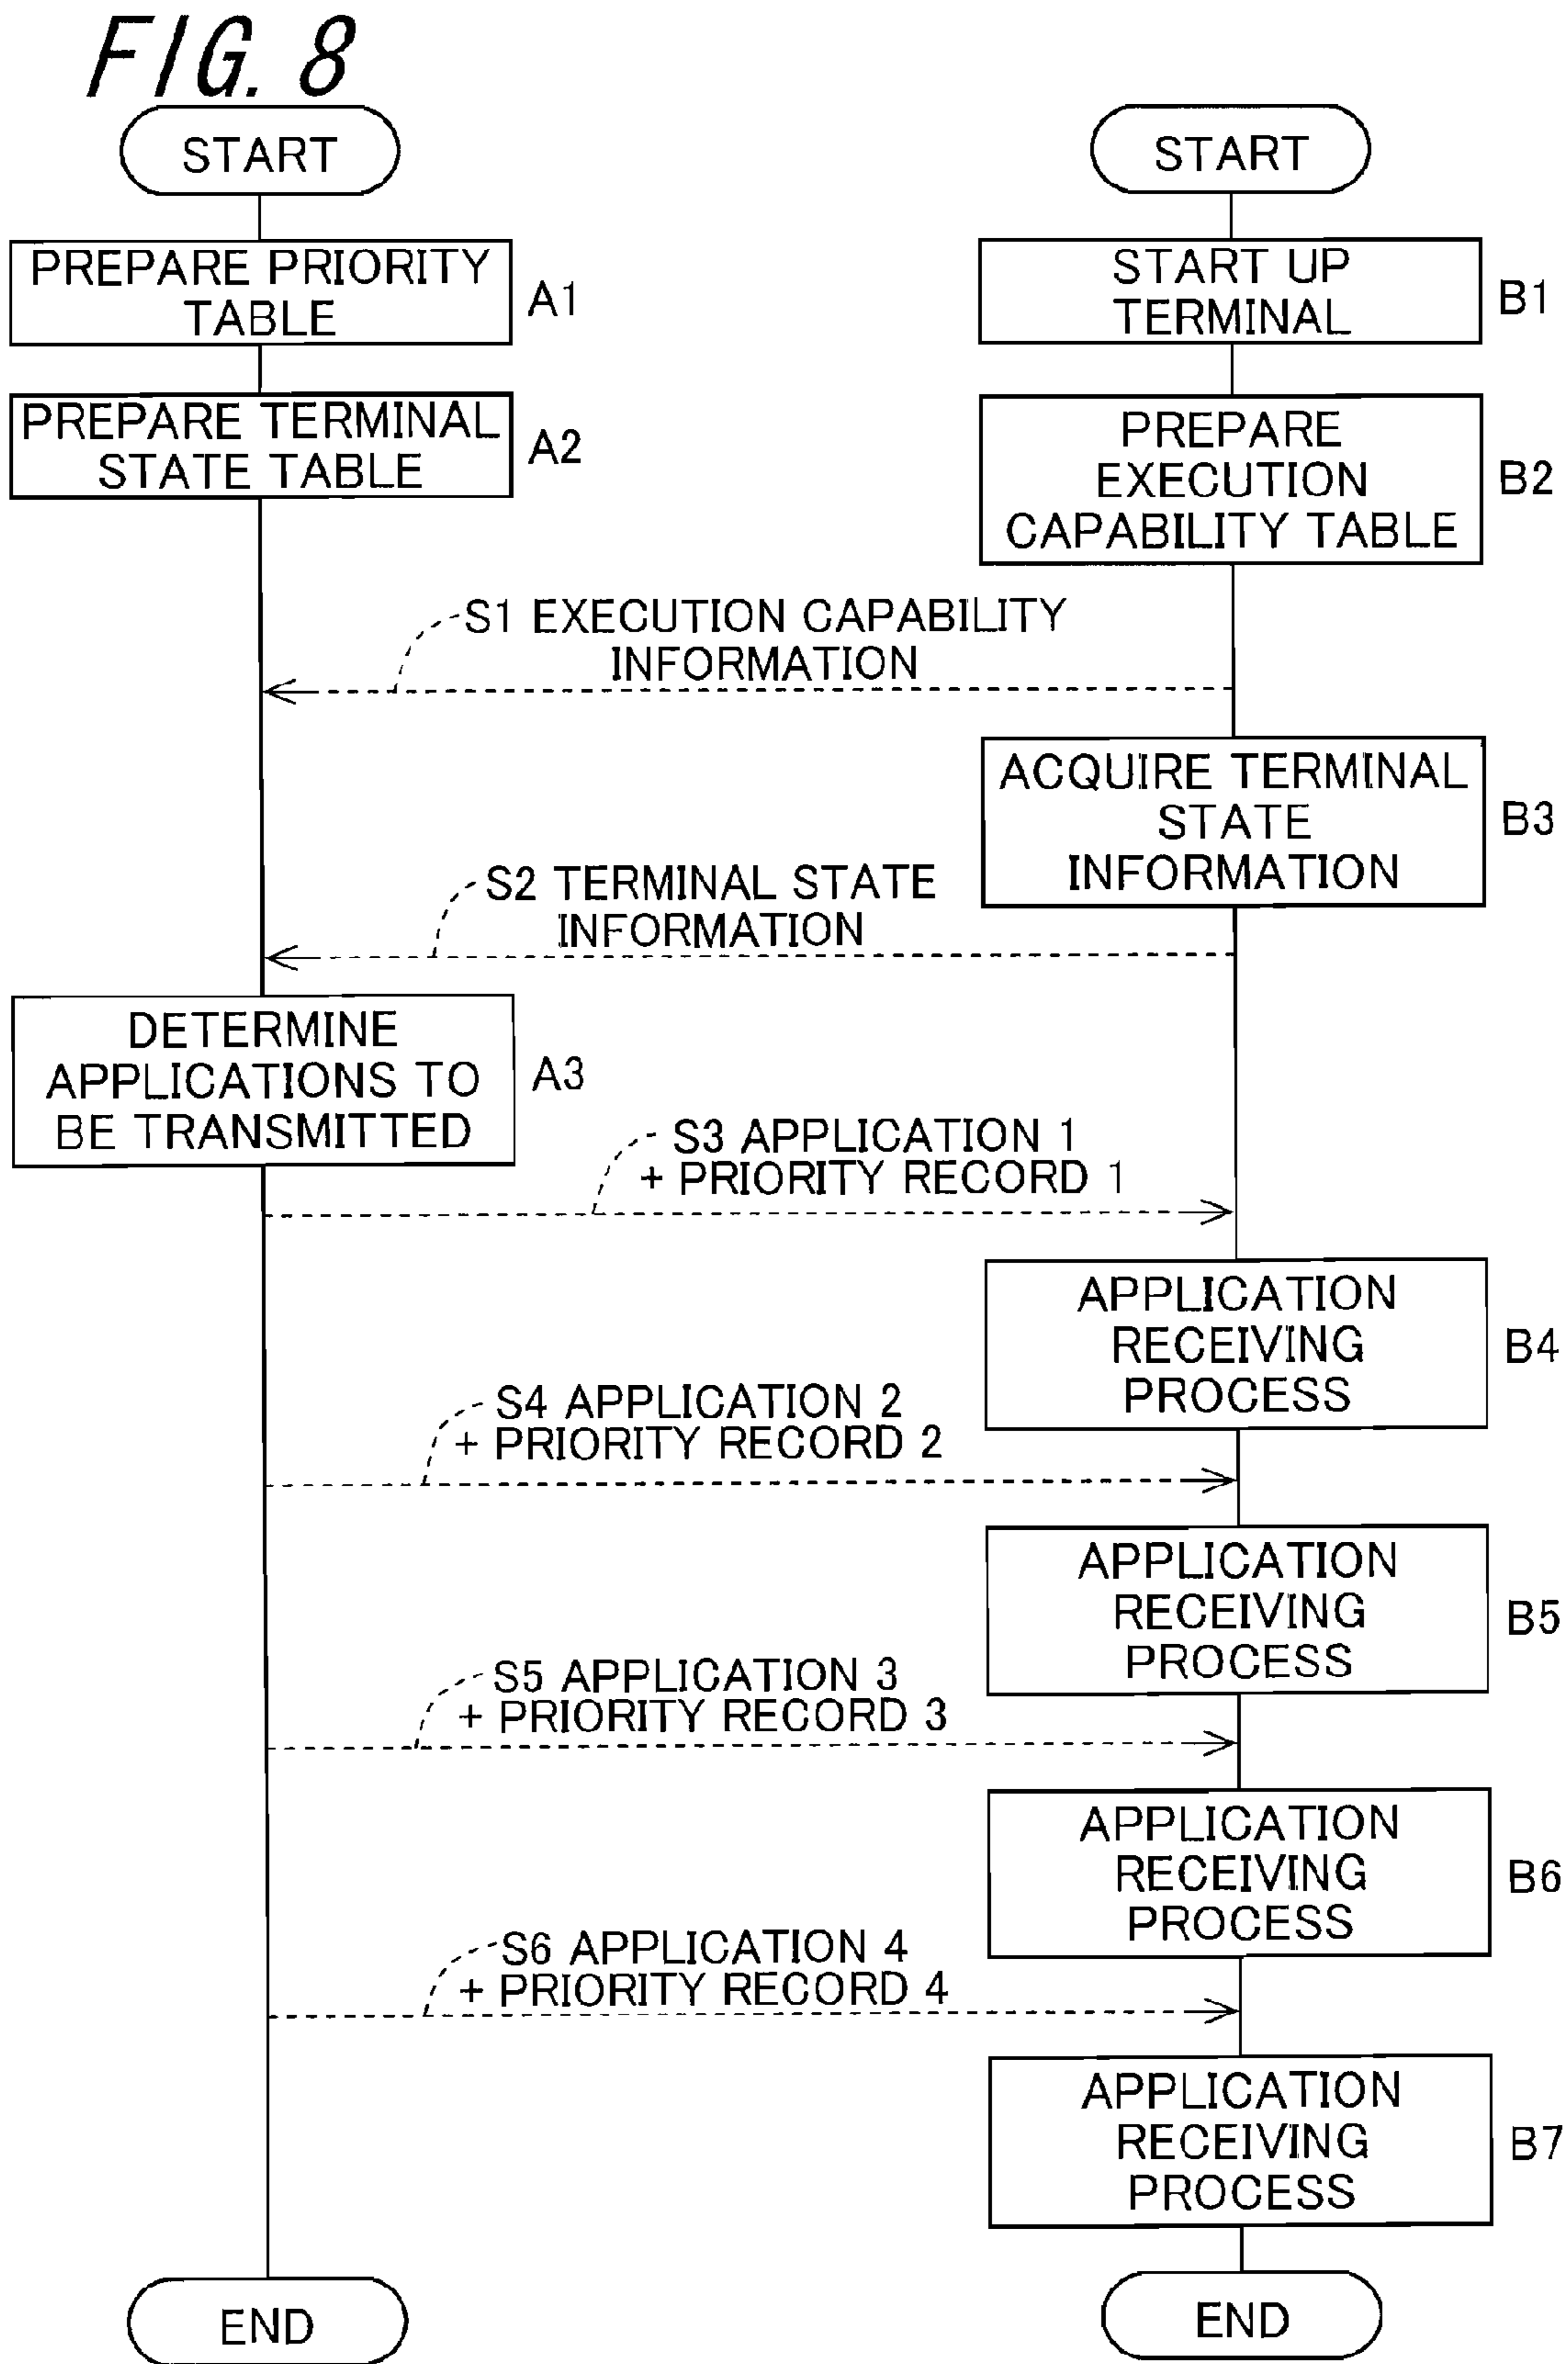 FIG. 8
START
START
PREPARE PRIORITY
TABLE
A1
START UP
TERMINAL
B1
PREPARE TERMINAL
STATE TABLE
A2
PREPARE
EXECUTION
CAPABILITY TABLE
B2
S1 EXECUTION CAPABILITY
INFORMATION
ACQUIRE TERMINAL
STATE
INFORMATION
B3
S2 TERMINAL STATE
INFORMATION
DETERMINE
APPLICATIONS TO
BE TRANSMITTED
A3
S3 APPLICATION 1
+ PRIORITY RECORD 1
APPLICATION
RECEIVING
PROCESS
B4
S4 APPLICATION 2
+ PRIORITY RECORD 2
APPLICATION
RECEIVING
PROCESS
B5
S5 APPLICATION 3
+ PRIORITY RECORD 3
APPLICATION
RECEIVING
PROCESS
B6
S6 APPLICATION 4
+ PRIORITY RECORD 4
APPLICATION
RECEIVING
PROCESS
B7
END
END